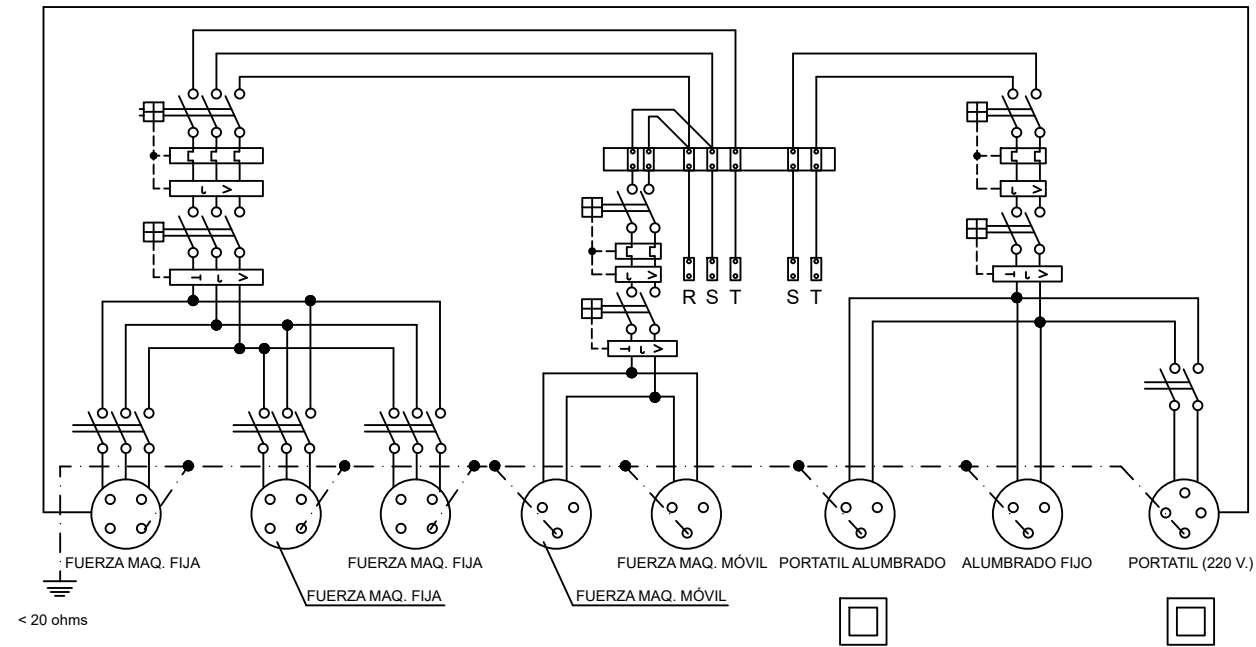 R S T S T
FUERZA MAQ. FIJA FUERZA MAQ. FIJA FUERZA MAQ. MÓVIL PORTATIL ALUMBRADO ALUMBRADO FIJO PORTATIL (220 V.)
FUERZA MAQ. FIJA FUERZA MAQ. MÓVIL
< 20 ohms